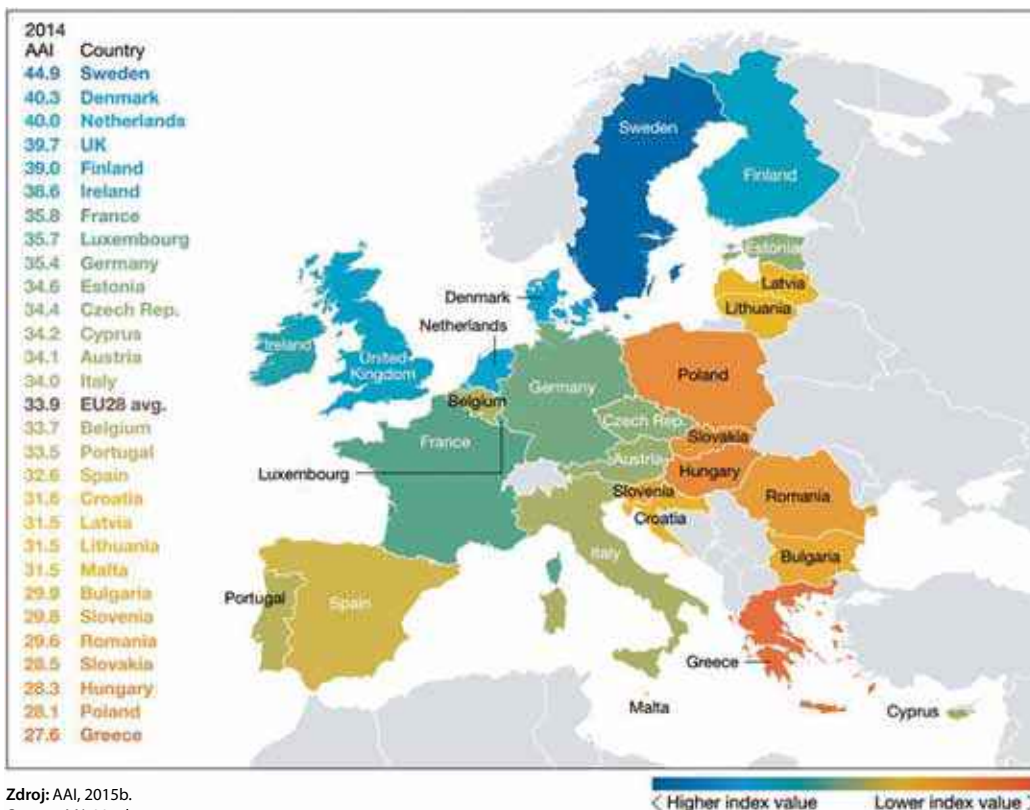 2014
AAI Country
44.9 Sweden
40.3 Denmark
40.0 Netherlands
39.7 UK
39.0 Finland
38.6 Ireland
35.8 France
35.7 Luxembourg
35.4 Germany
34.6 Estonia
34.4 Czech Rep.
34.2 Cyprus
34.1 Austria
34.0 Italy
33.9 EU28 avg.
33.7 Belgium
33.5 Portugal
32.6 Spain
31.6 Croatia
31.5 Latvia
31.5 Lithuania
31.5 Malta
29.9 Bulgaria
29.8 Slovenia
29.6 Romania
28.5 Slovakia
28.3 Hungary
28.1 Poland
27.6 Greece
Sweden
Finland
Estonia
Latvia
Lithuania
Denmark
Netherlands
Ireland
United
Kingdom
Belgium
Germany
Poland
Czech Rep.
France
Slovakia
Luxembourg
Austria
Hungary
Slovenia
Romania
Croatia
Bulgaria
Italy
Portugal
Spain
Greece
Malta
Cyprus
Zdroj: AAI, 2015b.
< Higher index value Lower index value >